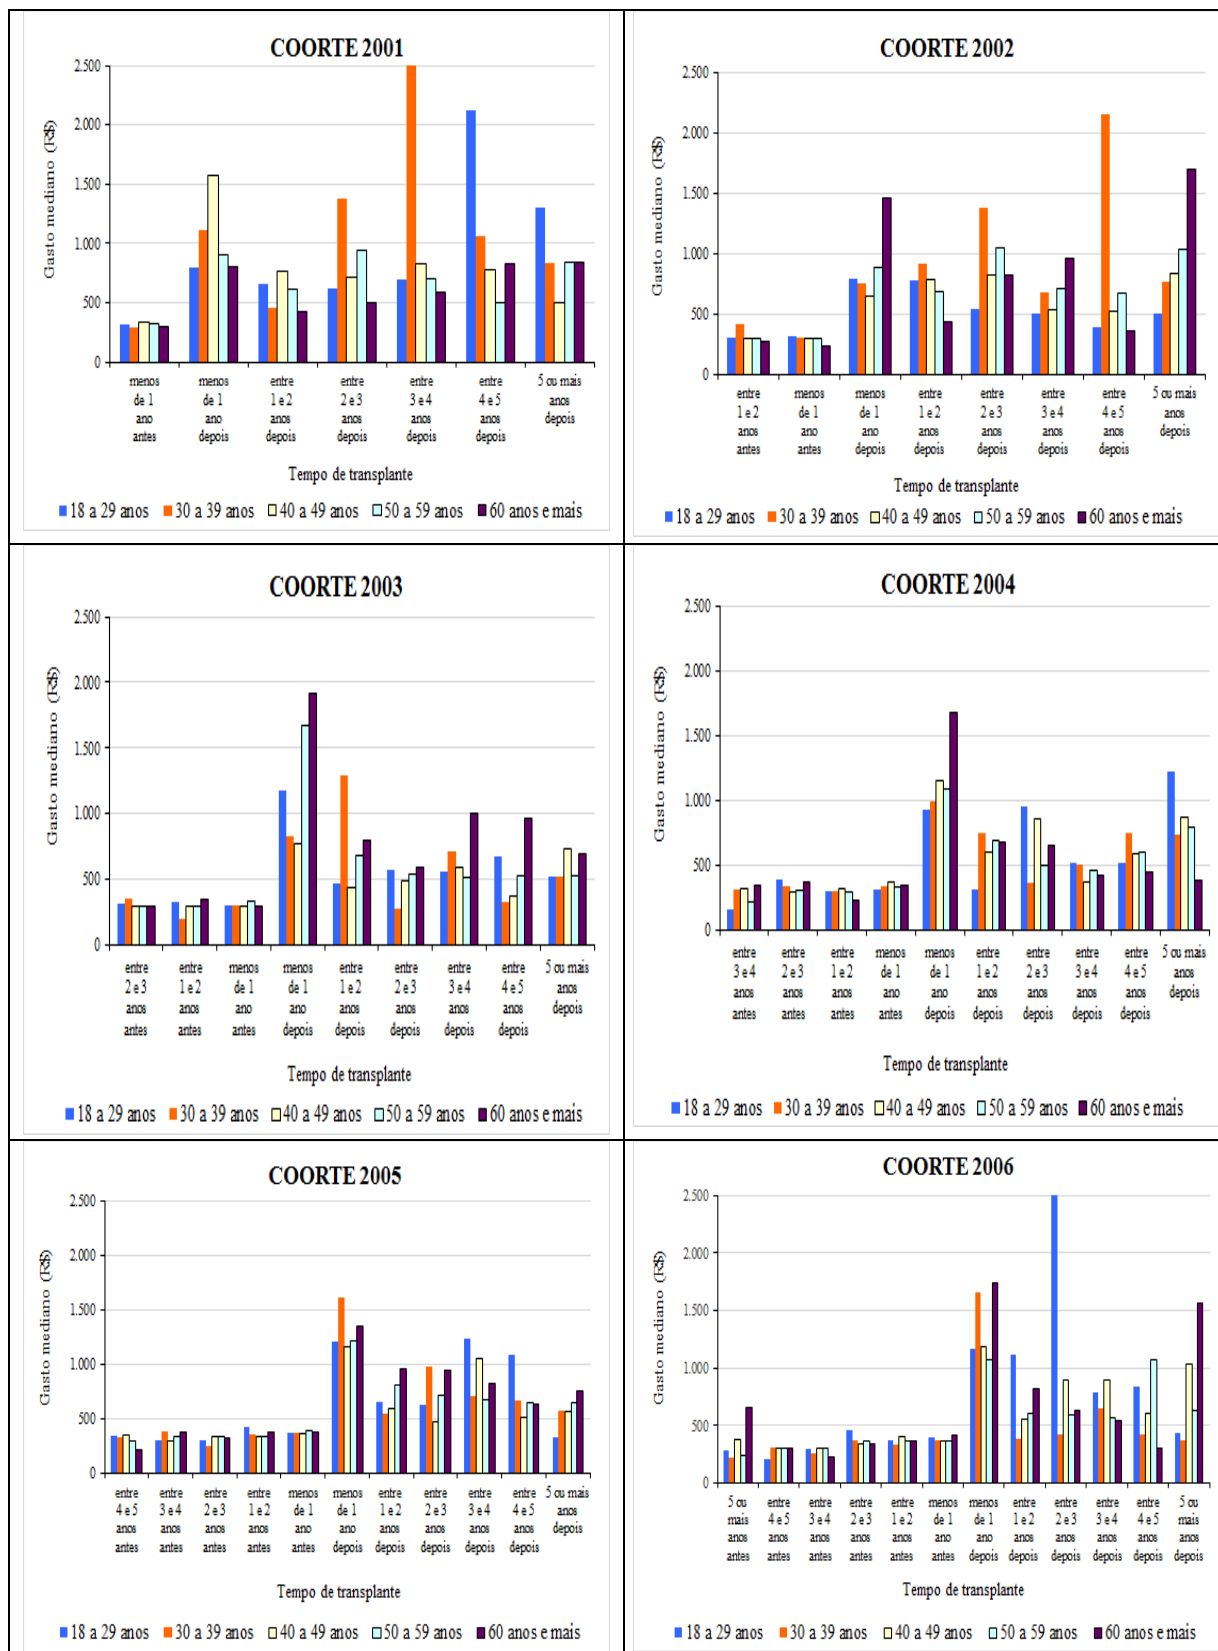 COORTE 2001
Gasto mediano (R$)
2.500
2.000
1.500
1.000
500
0
menos de 1 ano antes
menos de 1 ano depois
entre 1 e 2 anos depois
entre 2 e 3 anos depois
entre 3 e 4 anos depois
entre 4 e 5 anos depois
5 ou mais anos depois
Tempo de transplante
18 a 29 anos 30 a 39 anos 40 a 49 anos 50 a 59 anos 60 anos e mais
COORTE 2002
Gasto mediano (R$)
2.500
2.000
1.500
1.000
500
0
entre 1 e 2 anos antes
menos de 1 ano antes
menos de 1 ano depois
entre 1 e 2 anos depois
entre 2 e 3 anos depois
entre 3 e 4 anos depois
entre 4 e 5 anos depois
5 ou mais anos depois
Tempo de transplante
18 a 29 anos 30 a 39 anos 40 a 49 anos 50 a 59 anos 60 anos e mais
COORTE 2003
Gasto mediano (R$)
2.500
2.000
1.500
1.000
500
0
entre 2 e 3 anos antes
entre 1 e 2 anos antes
menos de 1 ano antes
menos de 1 ano depois
entre 1 e 2 anos depois
entre 2 e 3 anos depois
entre 3 e 4 anos depois
entre 4 e 5 anos depois
5 ou mais anos depois
Tempo de transplante
18 a 29 anos 30 a 39 anos 40 a 49 anos 50 a 59 anos 60 anos e mais
COORTE 2004
Gasto mediano (R$)
2.500
2.000
1.500
1.000
500
0
entre 3 e 4 anos antes
entre 2 e 3 anos antes
entre 1 e 2 anos antes
menos de 1 ano antes
menos de 1 ano depois
entre 1 e 2 anos depois
entre 2 e 3 anos depois
entre 3 e 4 anos depois
entre 4 e 5 anos depois
5 ou mais anos depois
Tempo de transplante
18 a 29 anos 30 a 39 anos 40 a 49 anos 50 a 59 anos 60 anos e mais
COORTE 2005
Gasto mediano (R$)
2.500
2.000
1.500
1.000
500
0
entre 4 e 5 anos antes
entre 3 e 4 anos antes
entre 2 e 3 anos antes
entre 1 e 2 anos antes
menos de 1 ano antes
menos de 1 ano depois
entre 1 e 2 anos depois
entre 2 e 3 anos depois
entre 3 e 4 anos depois
entre 4 e 5 anos depois
5 ou mais anos depois
Tempo de transplante
18 a 29 anos 30 a 39 anos 40 a 49 anos 50 a 59 anos 60 anos e mais
COORTE 2006
Gasto mediano (R$)
2.500
2.000
1.500
1.000
500
0
5 ou mais anos antes
entre 4 e 5 anos antes
entre 3 e 4 anos antes
entre 2 e 3 anos antes
entre 1 e 2 anos antes
menos de 1 ano antes
menos de 1 ano depois
entre 1 e 2 anos depois
entre 2 e 3 anos depois
entre 3 e 4 anos depois
entre 4 e 5 anos depois
5 ou mais anos depois
Tempo de transplante
18 a 29 anos 30 a 39 anos 40 a 49 anos 50 a 59 anos 60 anos e mais